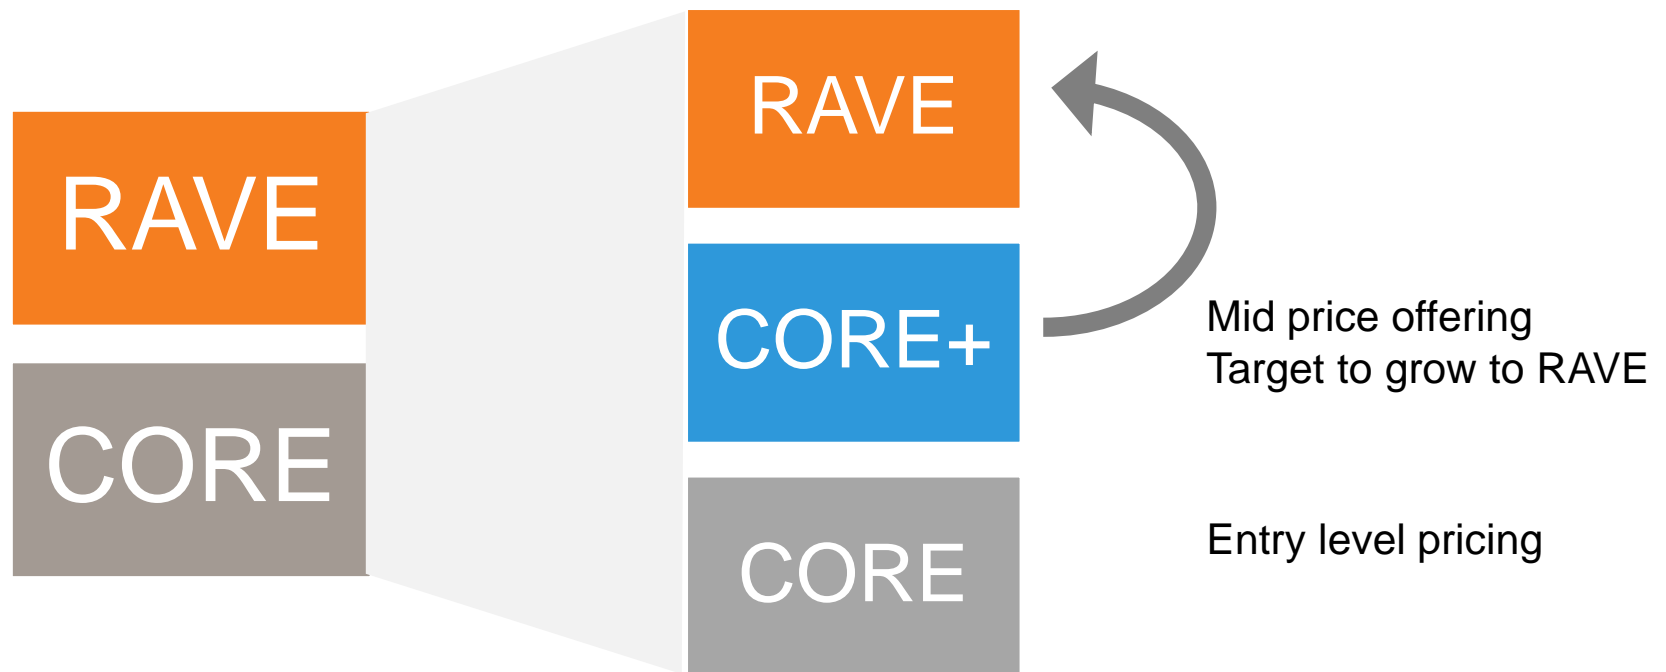 RAVE
CORE
RAVE
CORE+
CORE
Mid price offering
Target to grow to RAVE
Entry level pricing